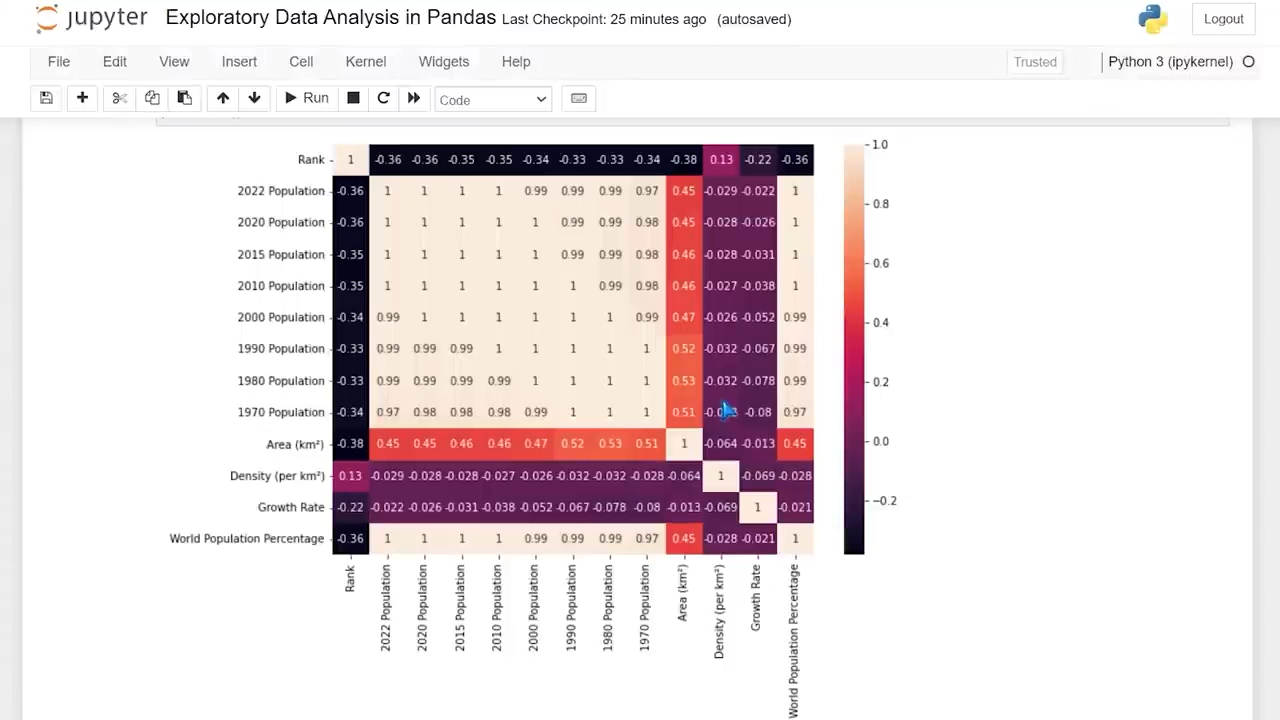 jupyter Exploratory Data Analysis in Pandas Last Checkpoint: 25 minutes ago (autosaved) Logout
File Edit View Insert Cell Kernel Widgets Help Trusted Python 3 (ipykernel)
Run Code
1.0
Rank 1 -0.36 -0.36 -0.35 -0.35 -0.34 -0.33 -0.33 -0.34 -0.38 0.13 -0.22 -0.36
2022 Population -0.36 1 1 1 1 0.99 0.99 0.99 0.97 0.45 -0.029 -0.022 1
0.8
2020 Population -0.36 1 1 1 1 1 0.99 0.99 0.98 0.45 -0.028 -0.026 1
2015 Population -0.35 1 1 1 1 1 0.99 0.99 0.98 0.46 -0.028 -0.031 1
0.6
2010 Population -0.35 1 1 1 1 1 1 0.99 0.98 0.46 -0.027 -0.038 1
2000 Population -0.34 0.99 1 1 1 1 1 1 0.99 0.47 -0.026 -0.052 0.99
0.4
1990 Population -0.33 0.99 0.99 0.99 1 1 1 1 1 0.52 -0.032 -0.067 0.99
1980 Population -0.33 0.99 0.99 0.99 0.99 1 1 1 1 0.53 -0.032 -0.078 0.99
0.2
1970 Population -0.34 0.97 0.98 0.98 0.98 0.99 1 1 1 0.51 -0.08 0.97
Area (km²) -0.38 0.45 0.45 0.46 0.46 0.47 0.52 0.53 0.51 1 -0.064 -0.013 0.45
0.0
Density (per km²) 0.13 -0.029 -0.028 -0.028 -0.027 -0.026 -0.032 -0.032 -0.028 -0.064 1 -0.069 -0.028
-0.2
Growth Rate -0.22 -0.022 -0.026 -0.031 -0.038 -0.052 -0.067 -0.078 -0.08 -0.013 -0.069 1 -0.021
World Population Percentage -0.36 1 1 1 1 0.99 0.99 0.99 0.97 0.45 -0.028 -0.021 1
Rank
2022 Population
2020 Population
2015 Population
2010 Population
2000 Population
1990 Population
1980 Population
1970 Population
Area (km²)
Density (per km²)
Growth Rate
World Population Percentage